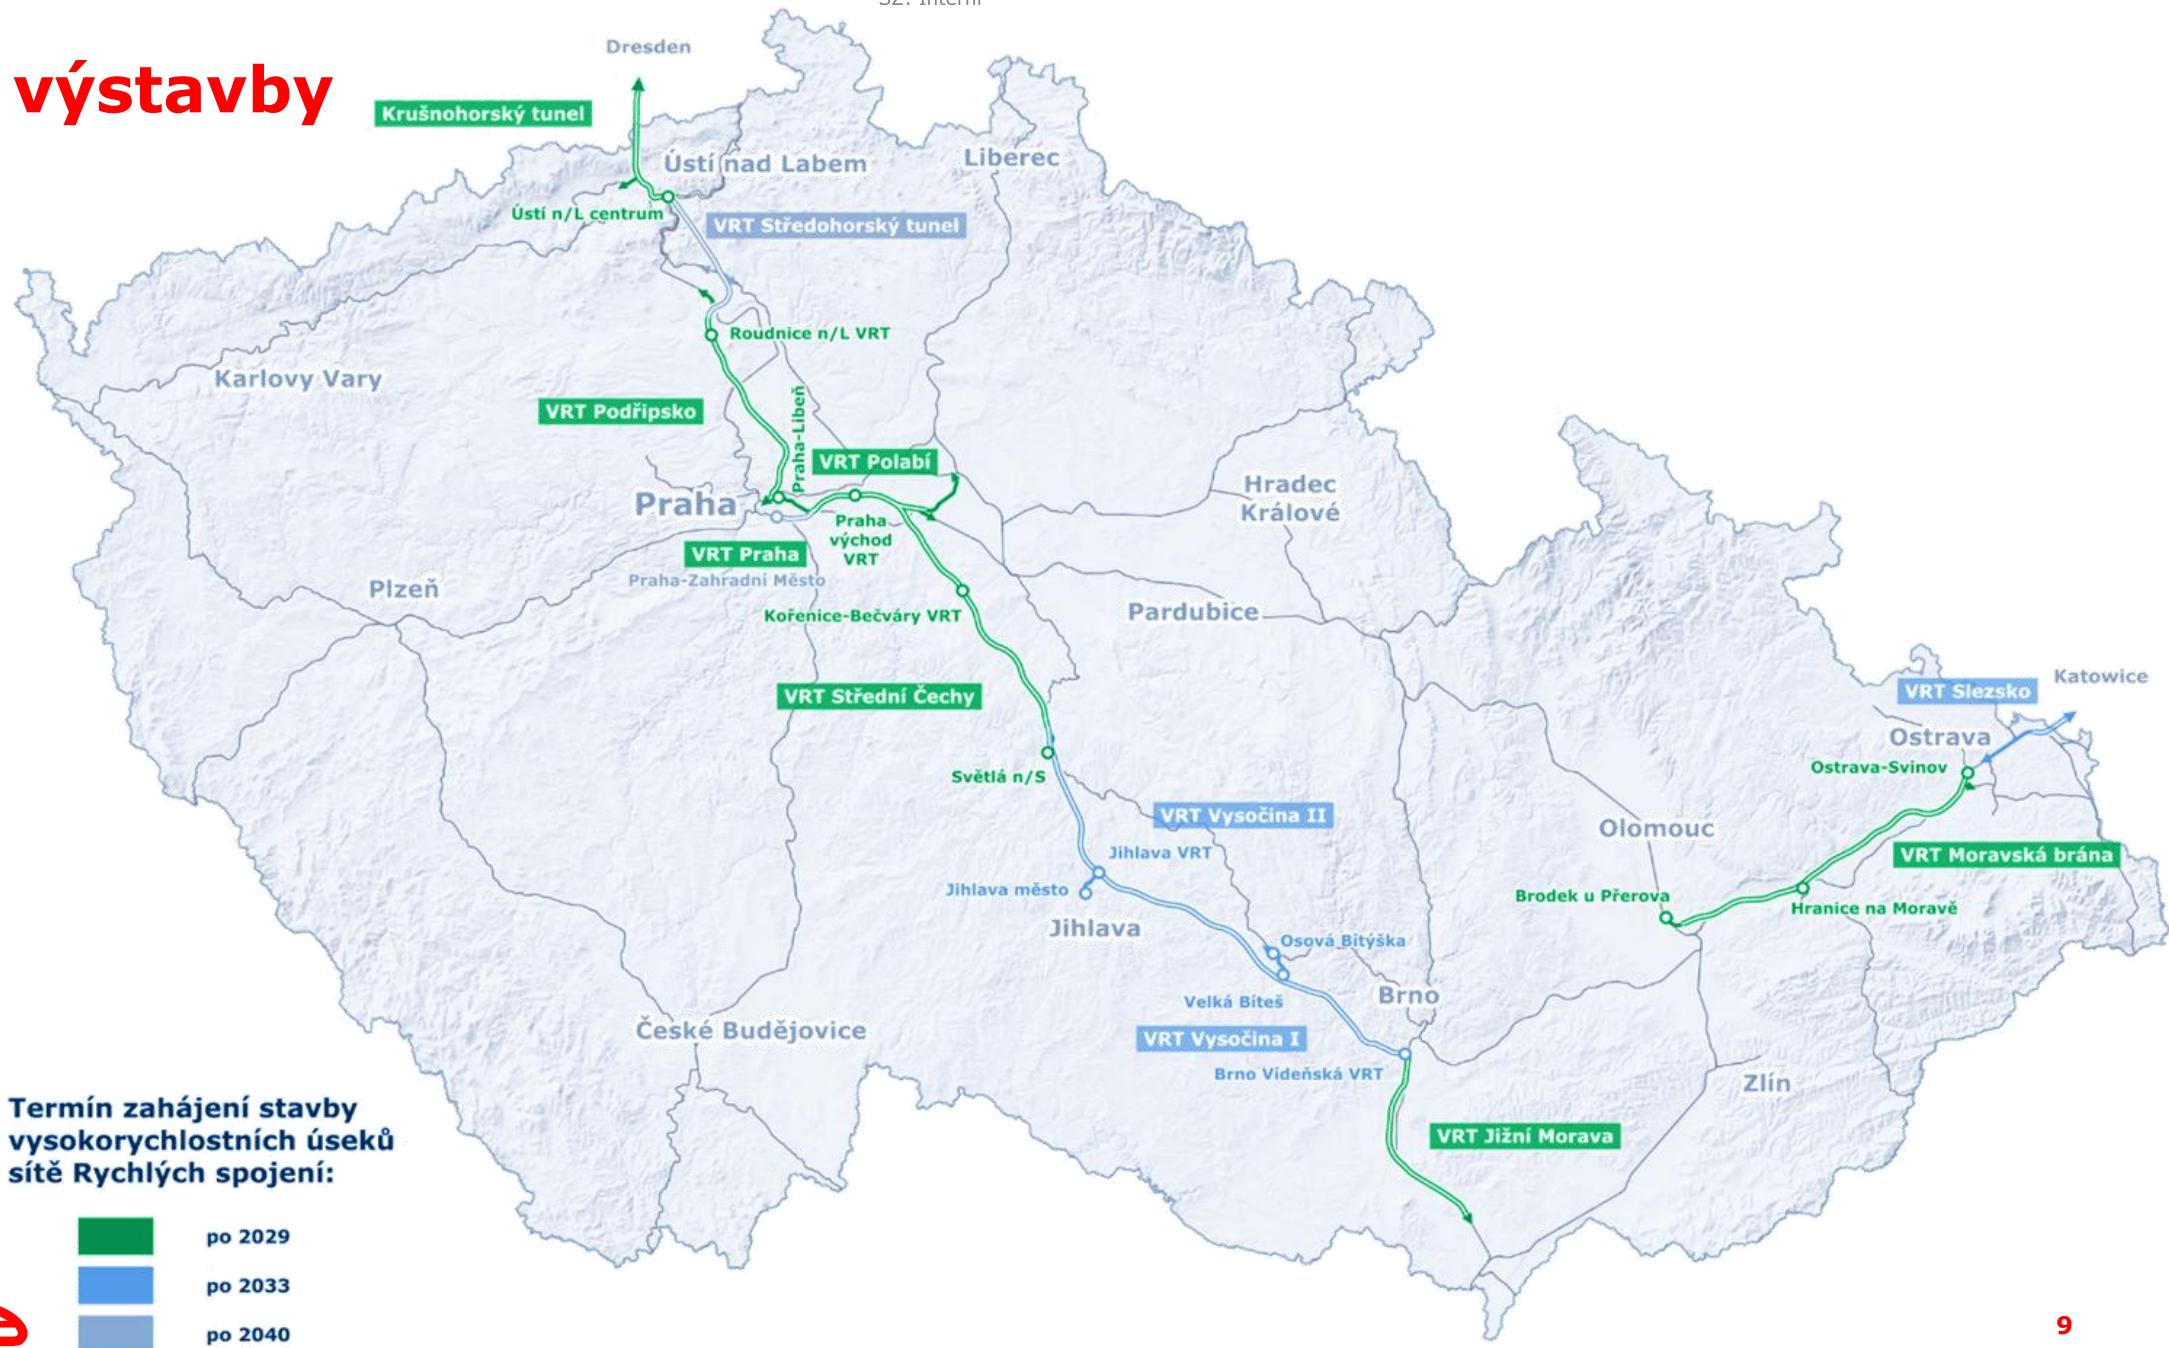 SŽ: Interní
výstavby
Dresden
Krušnohorský tunel
Ústí nad Labem
Liberec
Ústí n/L centrum
VRT Středohorský tunel
Roudnice n/L VRT
Karlovy Vary
VRT Podřipsko
Praha-Libeň
VRT Polabí
Praha
Hradec
Králové
Praha
východ
VRT
VRT Praha
Praha-Zahradní Město
Plzeň
Kořenice-Bečváry VRT
Pardubice
VRT Střední Čechy
Katowice
VRT Slezsko
Ostrava
Ostrava-Svinov
Světlá n/S
VRT Vysočina II
Olomouc
Jihlava VRT
VRT Moravská brána
Jihlava město
Brodek u Přerova
Hranice na Moravě
Jihlava
Osová Bitýška
Brno
Velká Bíteš
České Budějovice
VRT Vysočina I
Brno Vídeňská VRT
Zlín
VRT Jižní Morava
Termín zahájení stavby
vysokorychlostních úseků
sítě Rychlých spojení:
po 2029
po 2033
po 2040
9